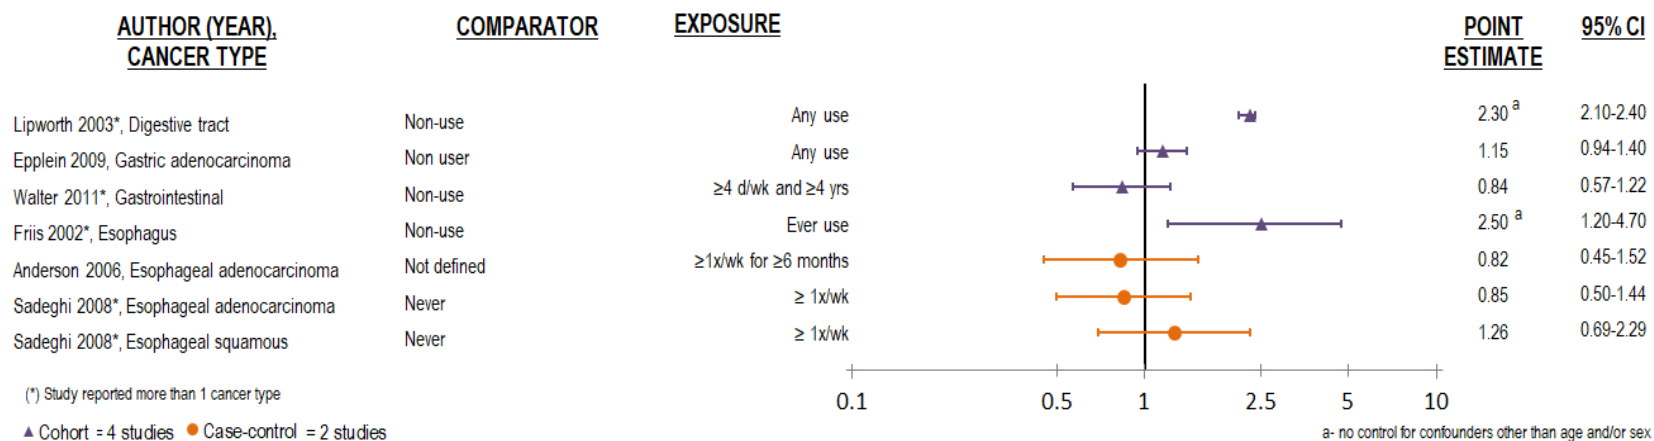 AUTHOR (YEAR), CANCER TYPE COMPARATOR EXPOSURE POINT ESTIMATE 95% CI
Lipworth 2003*, Digestive tract Non-use Any use 2.30 a 2.10-2.40
Epplein 2009, Gastric adenocarcinoma Non user Any use 1.15 0.94-1.40
Walter 2011*, Gastrointestinal Non-use ≥4 d/wk and ≥4 yrs 0.84 0.57-1.22
Friis 2002*, Esophagus Non-use Ever use 2.50 a 1.20-4.70
Anderson 2006, Esophageal adenocarcinoma Not defined ≥1x/wk for ≥6 months 0.82 0.45-1.52
Sadeghi 2008*, Esophageal adenocarcinoma Never ≥ 1x/wk 0.85 0.50-1.44
Sadeghi 2008*, Esophageal squamous Never ≥ 1x/wk 1.26 0.69-2.29
0.1 0.5 1 2.5 5 10
(*) Study reported more than 1 cancer type
Cohort = 4 studies Case-control = 2 studies
a- no control for confounders other than age and/or sex